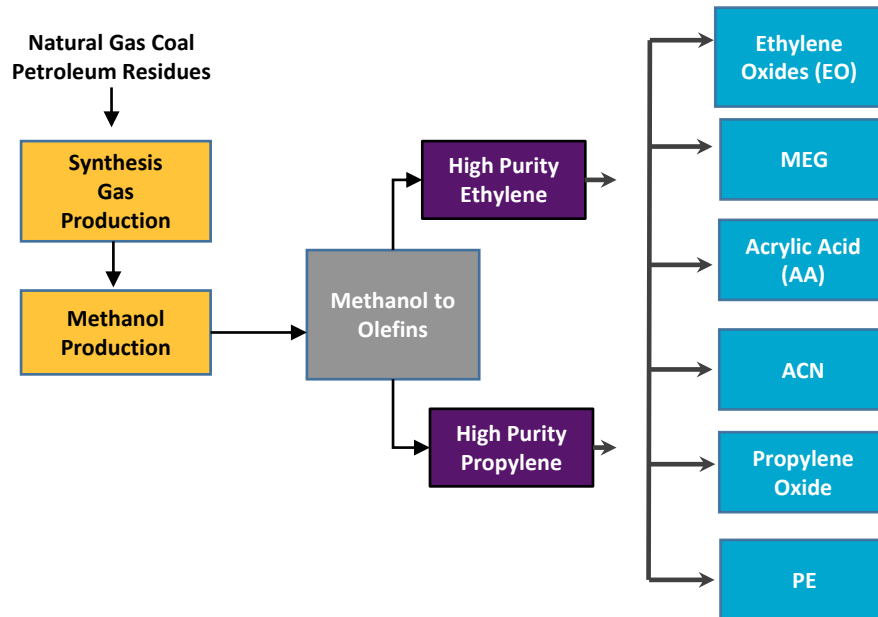 Natural Gas Coal
Petroleum Residues
Synthesis
Gas
Production
Methanol
Production
Methanol to
Olefins
High Purity
Ethylene
High Purity
Propylene
Ethylene
Oxides (EO)
MEG
Acrylic Acid
(AA)
ACN
Propylene
Oxide
PE